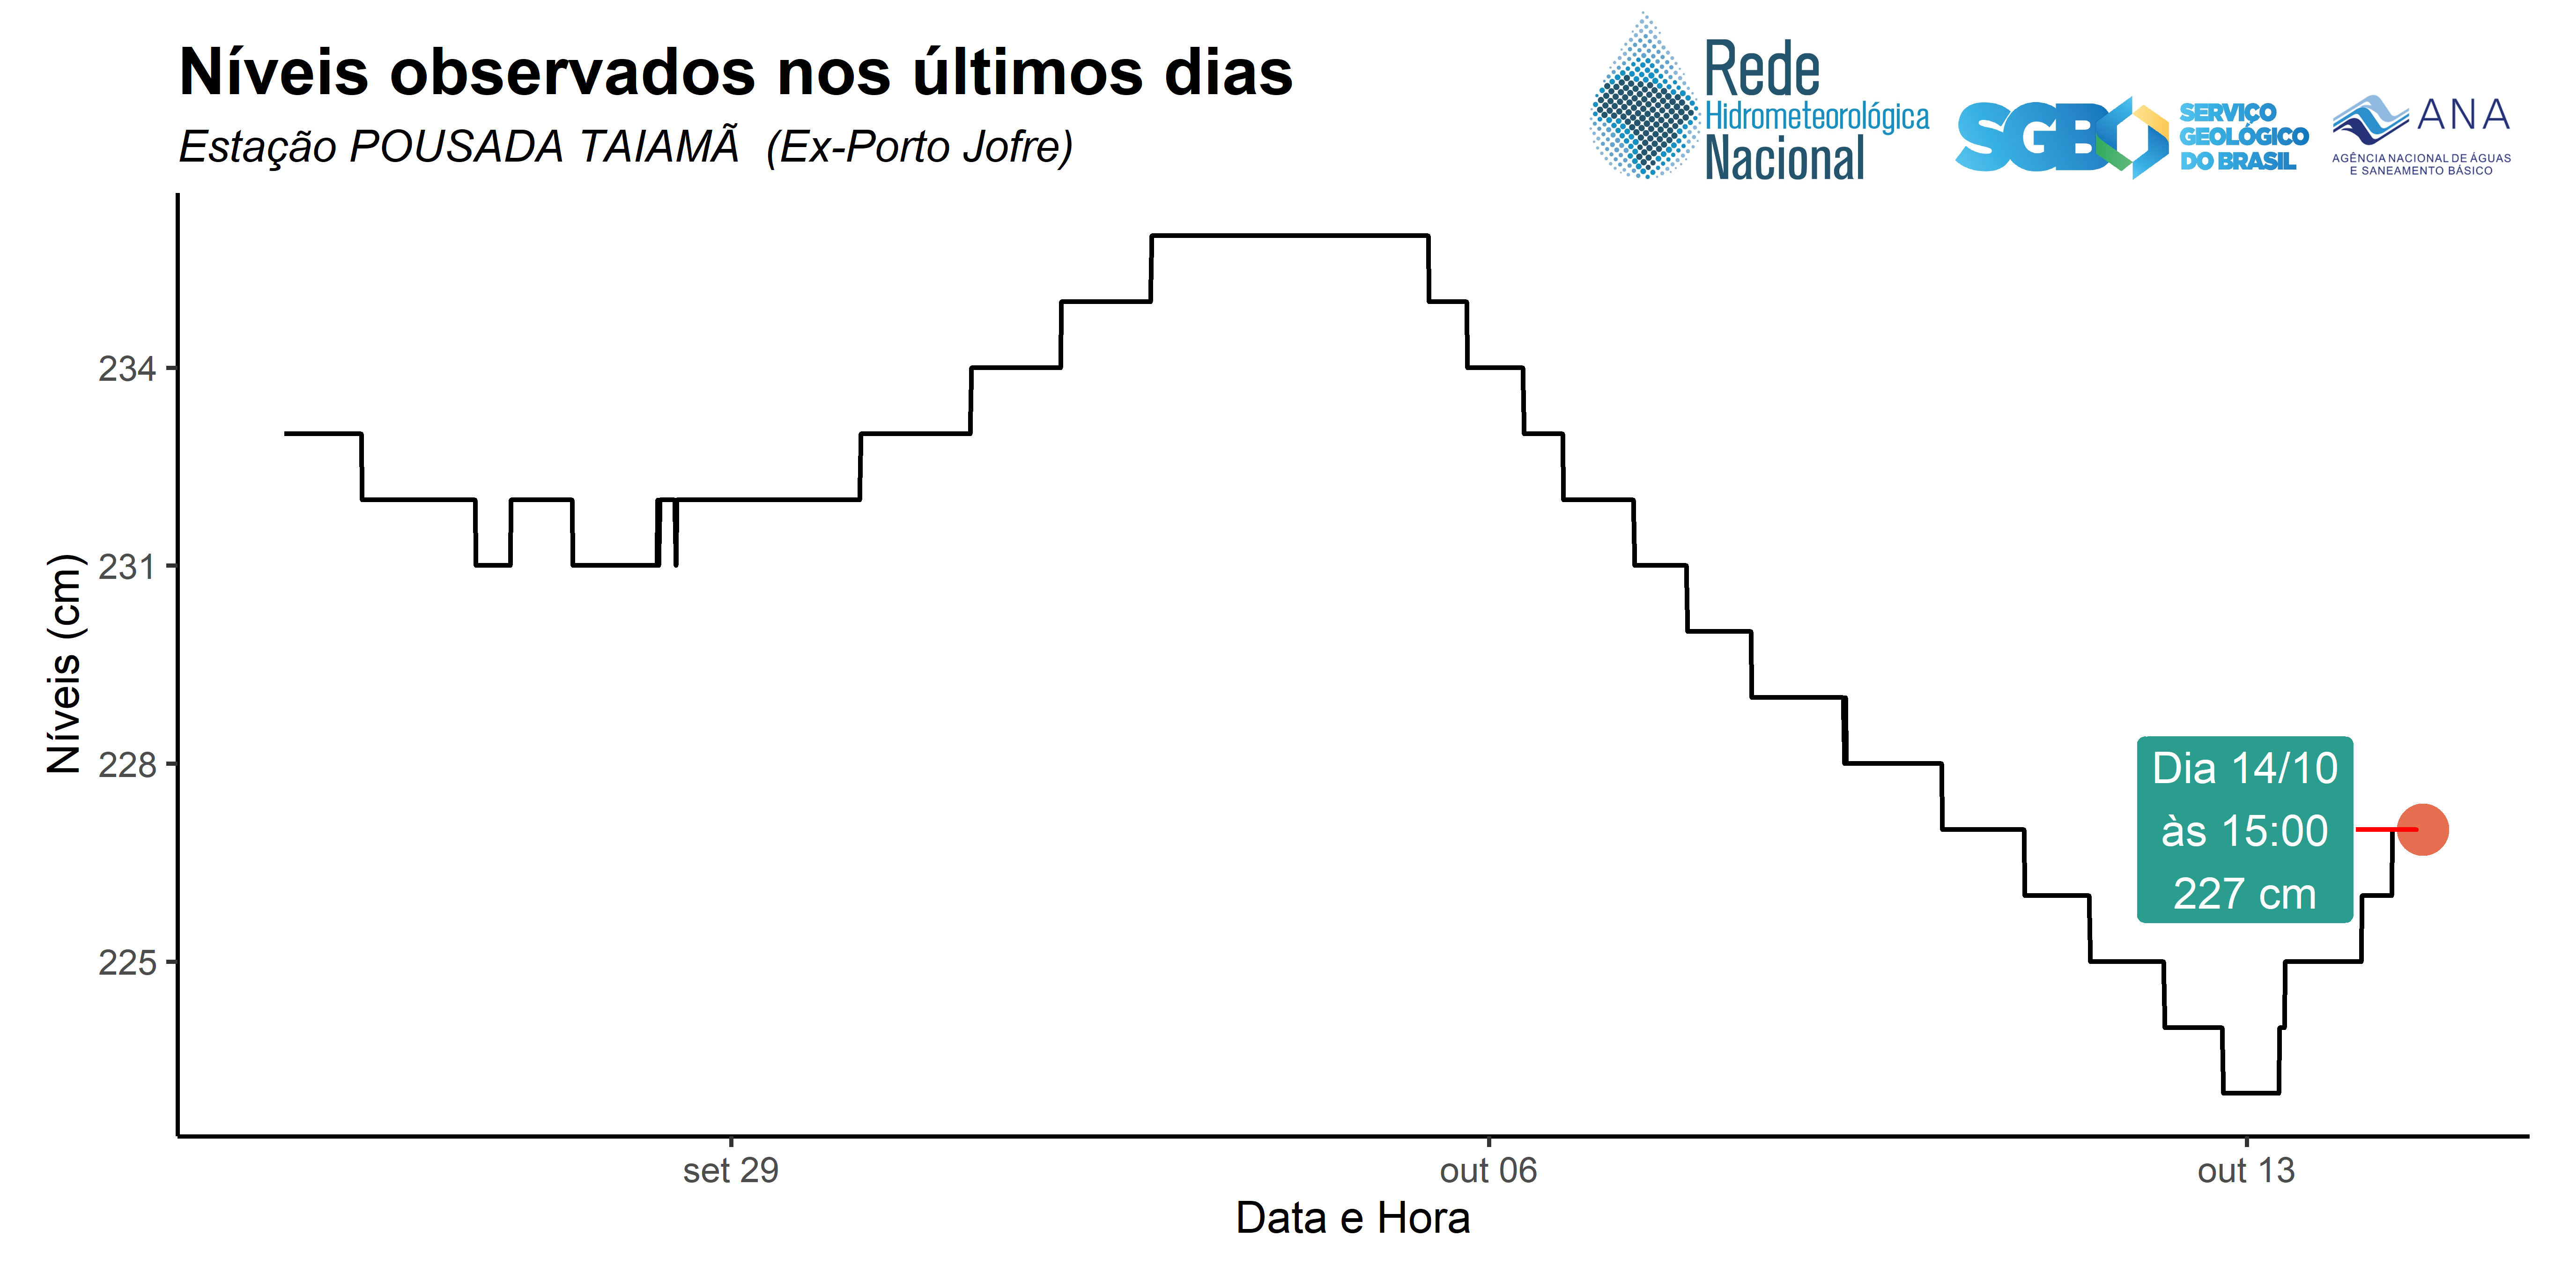 Níveis observados nos últimos dias
Estação POUSADA TAIAMÃ (Ex-Porto Jofre)
Rede
Hidrometeorológica
Nacional
SGB
SERVIÇO
GEOLÓGICO
DO BRASIL
ANA
AGÊNCIA NACIONAL DE ÁGUAS
E SANEAMENTO BÁSICO
Níveis (cm)
234
231
228
225
Dia 14/10
às 15:00
227 cm
set 29
out 06
out 13
Data e Hora